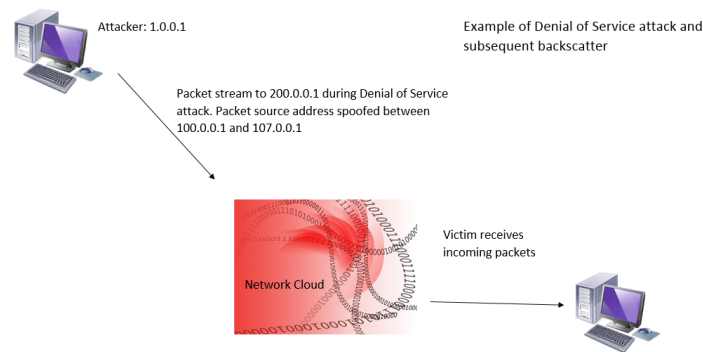 Attacker: 1.0.0.1
Example of Denial of Service attack and
subsequent backscatter
Packet stream to 200.0.0.1 during Denial of Service
attack. Packet source address spoofed between
100.0.0.1 and 107.0.0.1
Network Cloud
Victim receives
incoming packets